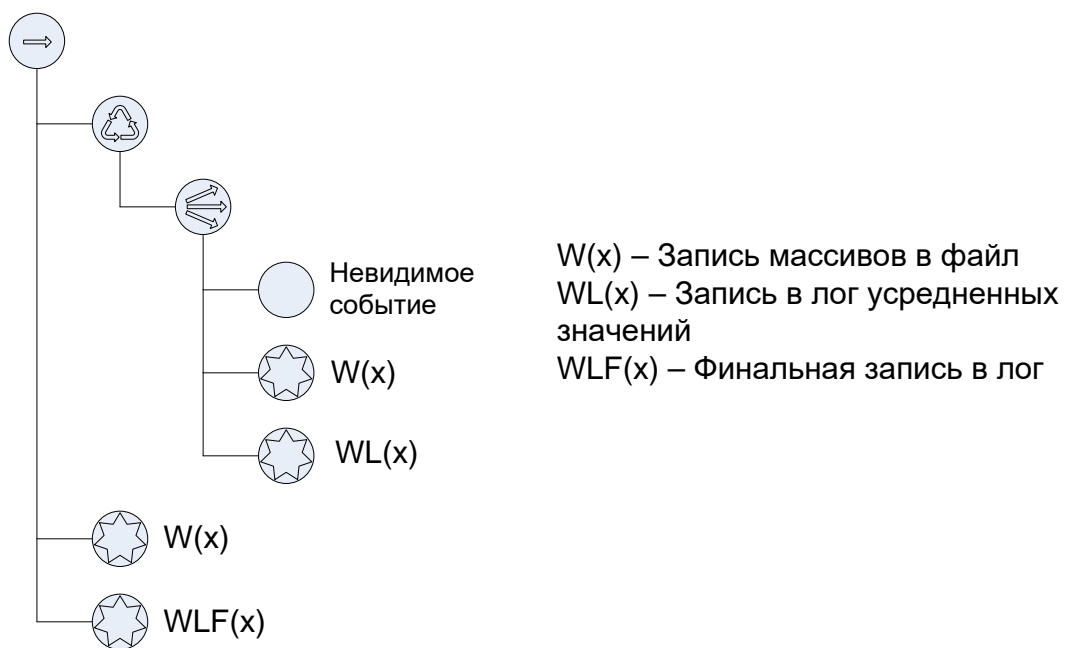 Невидимое
событие
W(x)
WL(x)
W(x)
WLF(x)
W(x) – Запись массивов в файл
WL(x) – Запись в лог усредненных
значений
WLF(x) – Финальная запись в лог